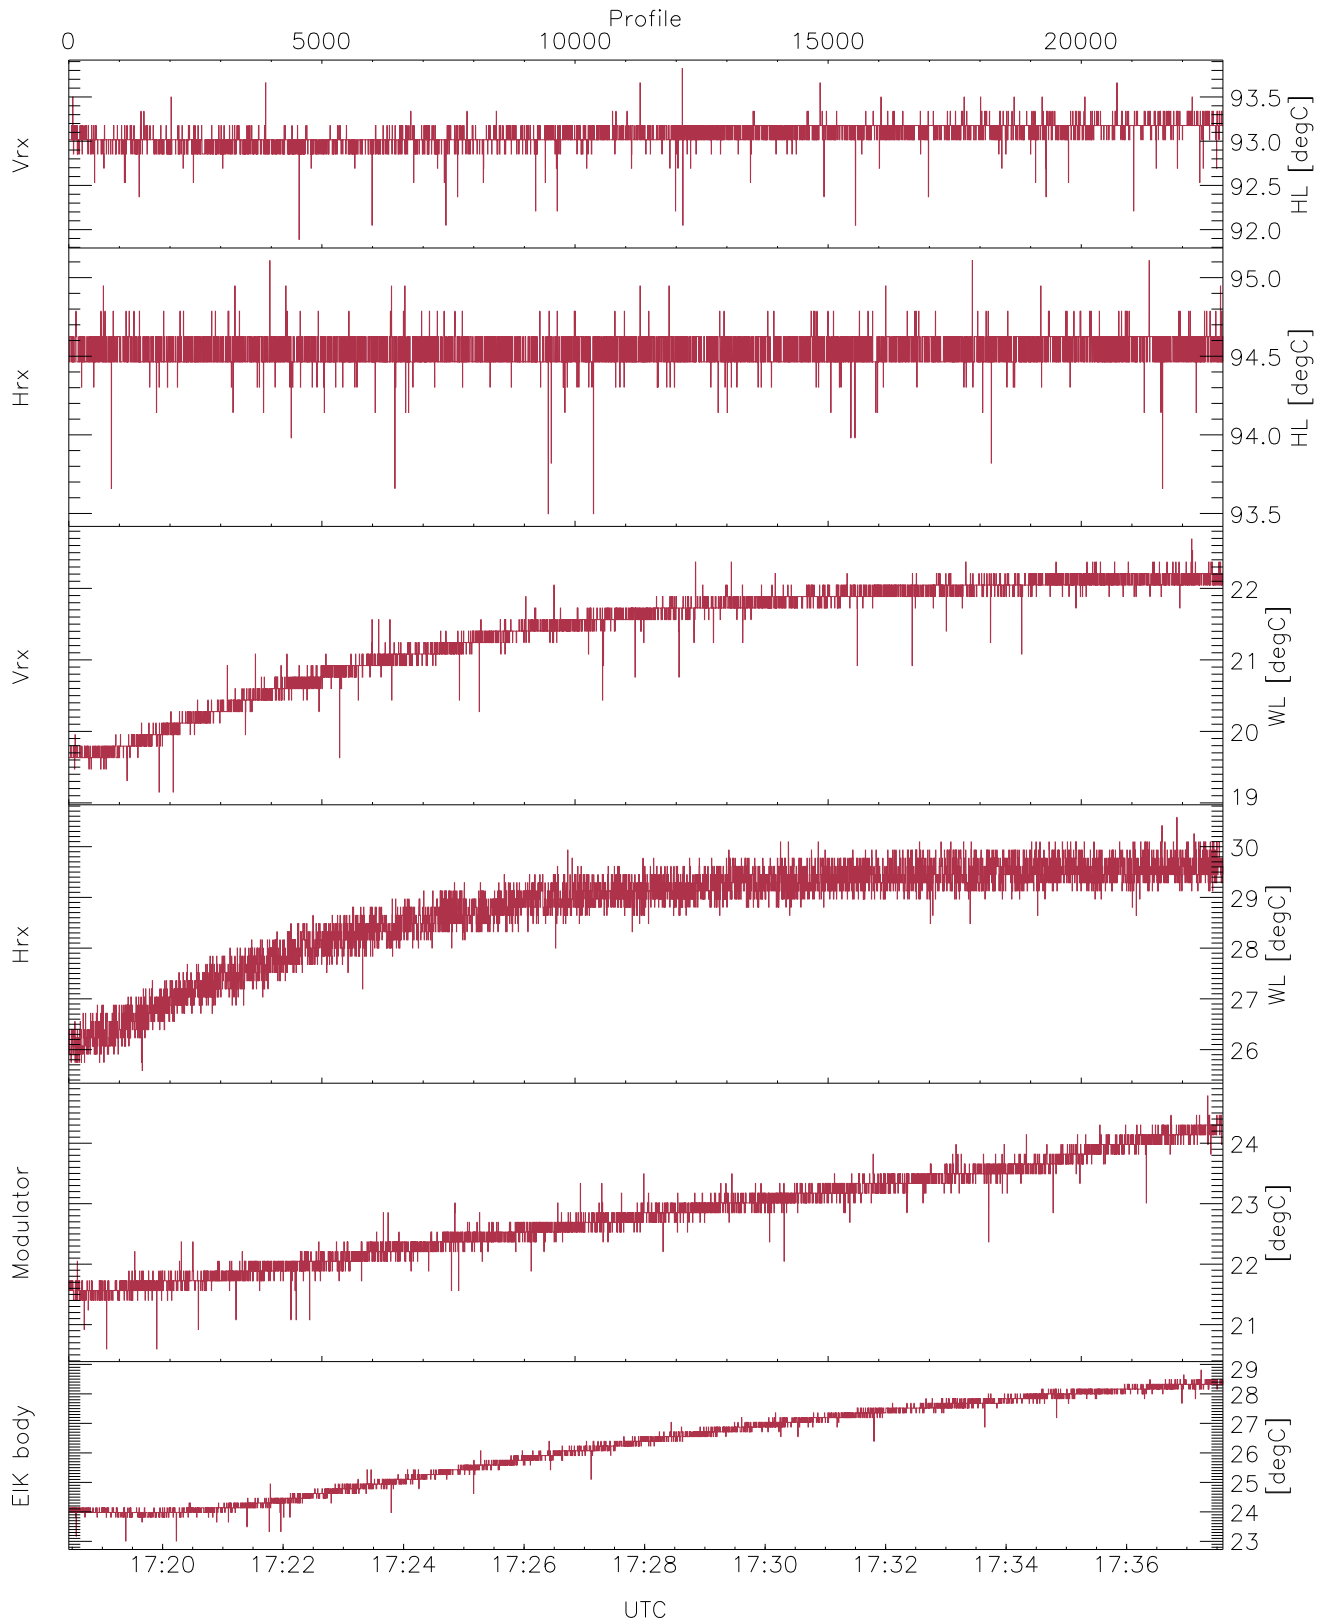 Profile
0 5000 10000 15000 20000
Vrx
93.5
93.0
92.5
92.0
HL [degC]
Hrx
95.0
94.5
94.0
93.5
HL [degC]
Vrx
22
21
20
19
WL [degC]
Hrx
30
29
28
27
26
WL [degC]
Modulator
24
23
22
21
[degC]
EIK body
29
28
27
26
25
24
23
[degC]
17:20 17:22 17:24 17:26 17:28 17:30 17:32 17:34 17:36
UTC